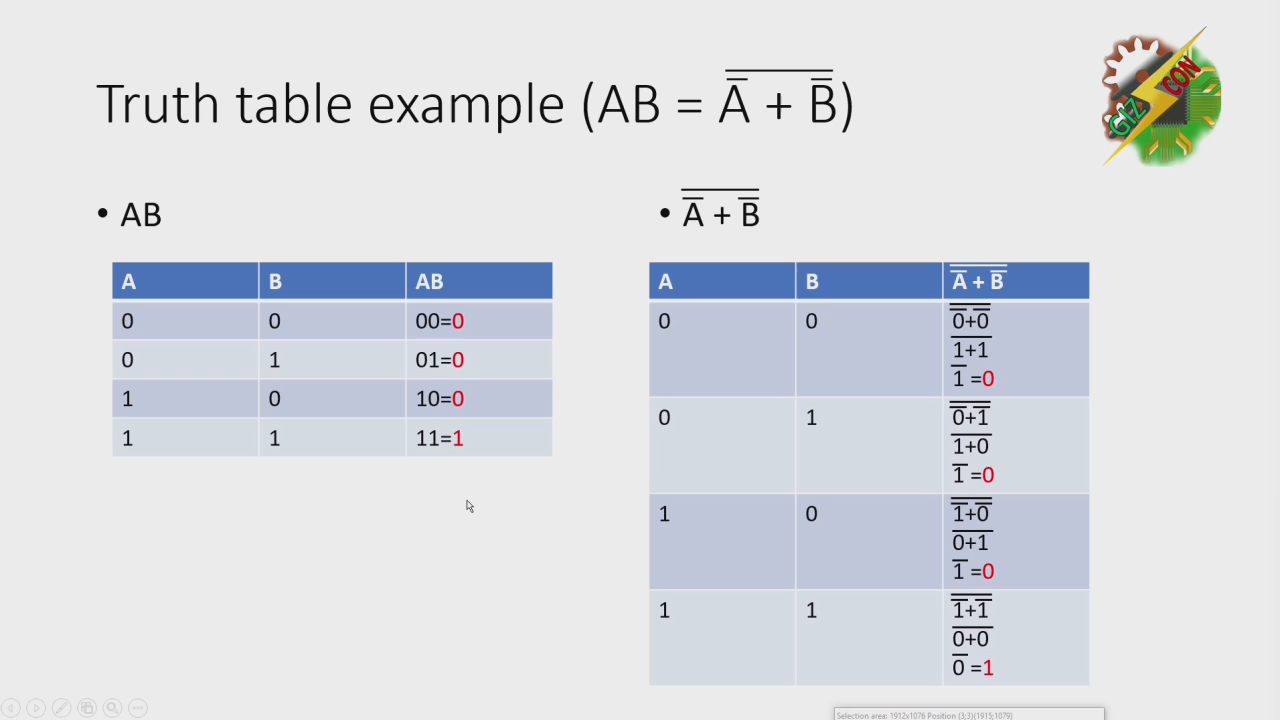 Truth table example (AB = A̅ + B̅)
GIZ CON
• AB
A B AB
0 0 00=0
0 1 01=0
1 0 10=0
1 1 11=1
• A̅ + B̅
A B A̅ + B̅
0 0 0̅+0̅
1+1
1̅ =0
0 1 0̅+1̅
1+0
1̅ =0
1 0 1̅+0̅
0+1
1̅ =0
1 1 1̅+1̅
0+0
0̅ =1
Selection area: 1912x1076 Position (3;3)(1915;1079)